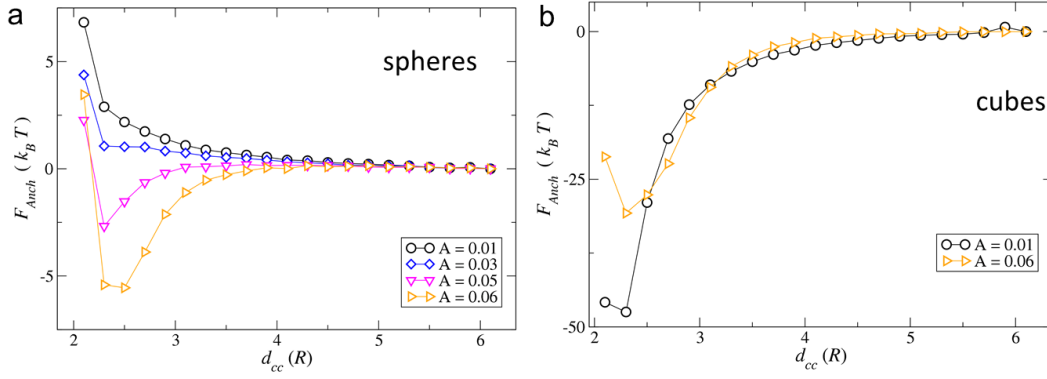 a
spheres
5
0
-5
2
3
4
5
6
F_Anch (k_B T)
d_cc (R)
A = 0.01
A = 0.03
A = 0.05
A = 0.06
b
cubes
0
-25
-50
2
3
4
5
6
F_Anch (k_B T)
d_cc (R)
A = 0.01
A = 0.06